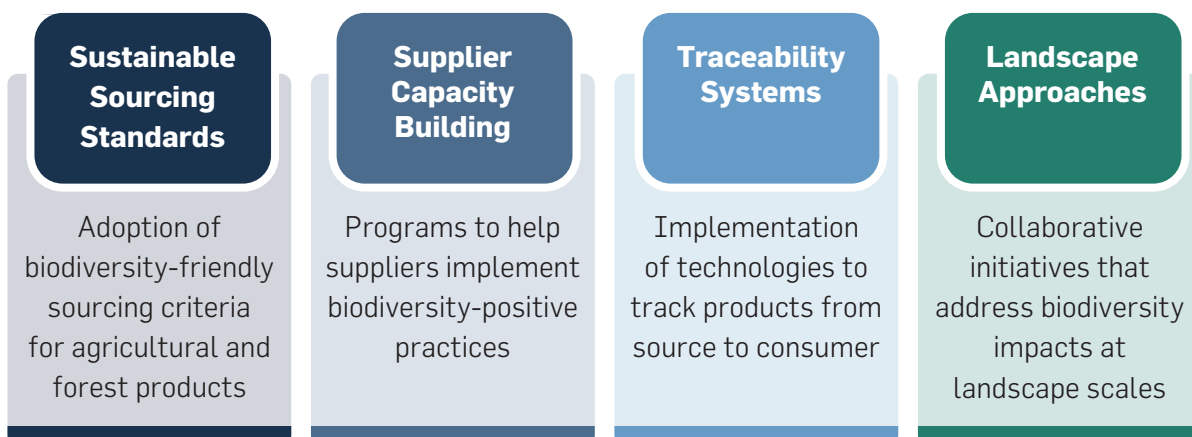 Sustainable
Sourcing
Standards
Adoption of
biodiversity-friendly
sourcing criteria
for agricultural and
forest products
Supplier
Capacity
Building
Programs to help
suppliers implement
biodiversity-positive
practices
Traceability
Systems
Implementation
of technologies to
track products from
source to consumer
Landscape
Approaches
Collaborative
initiatives that
address biodiversity
impacts at
landscape scales